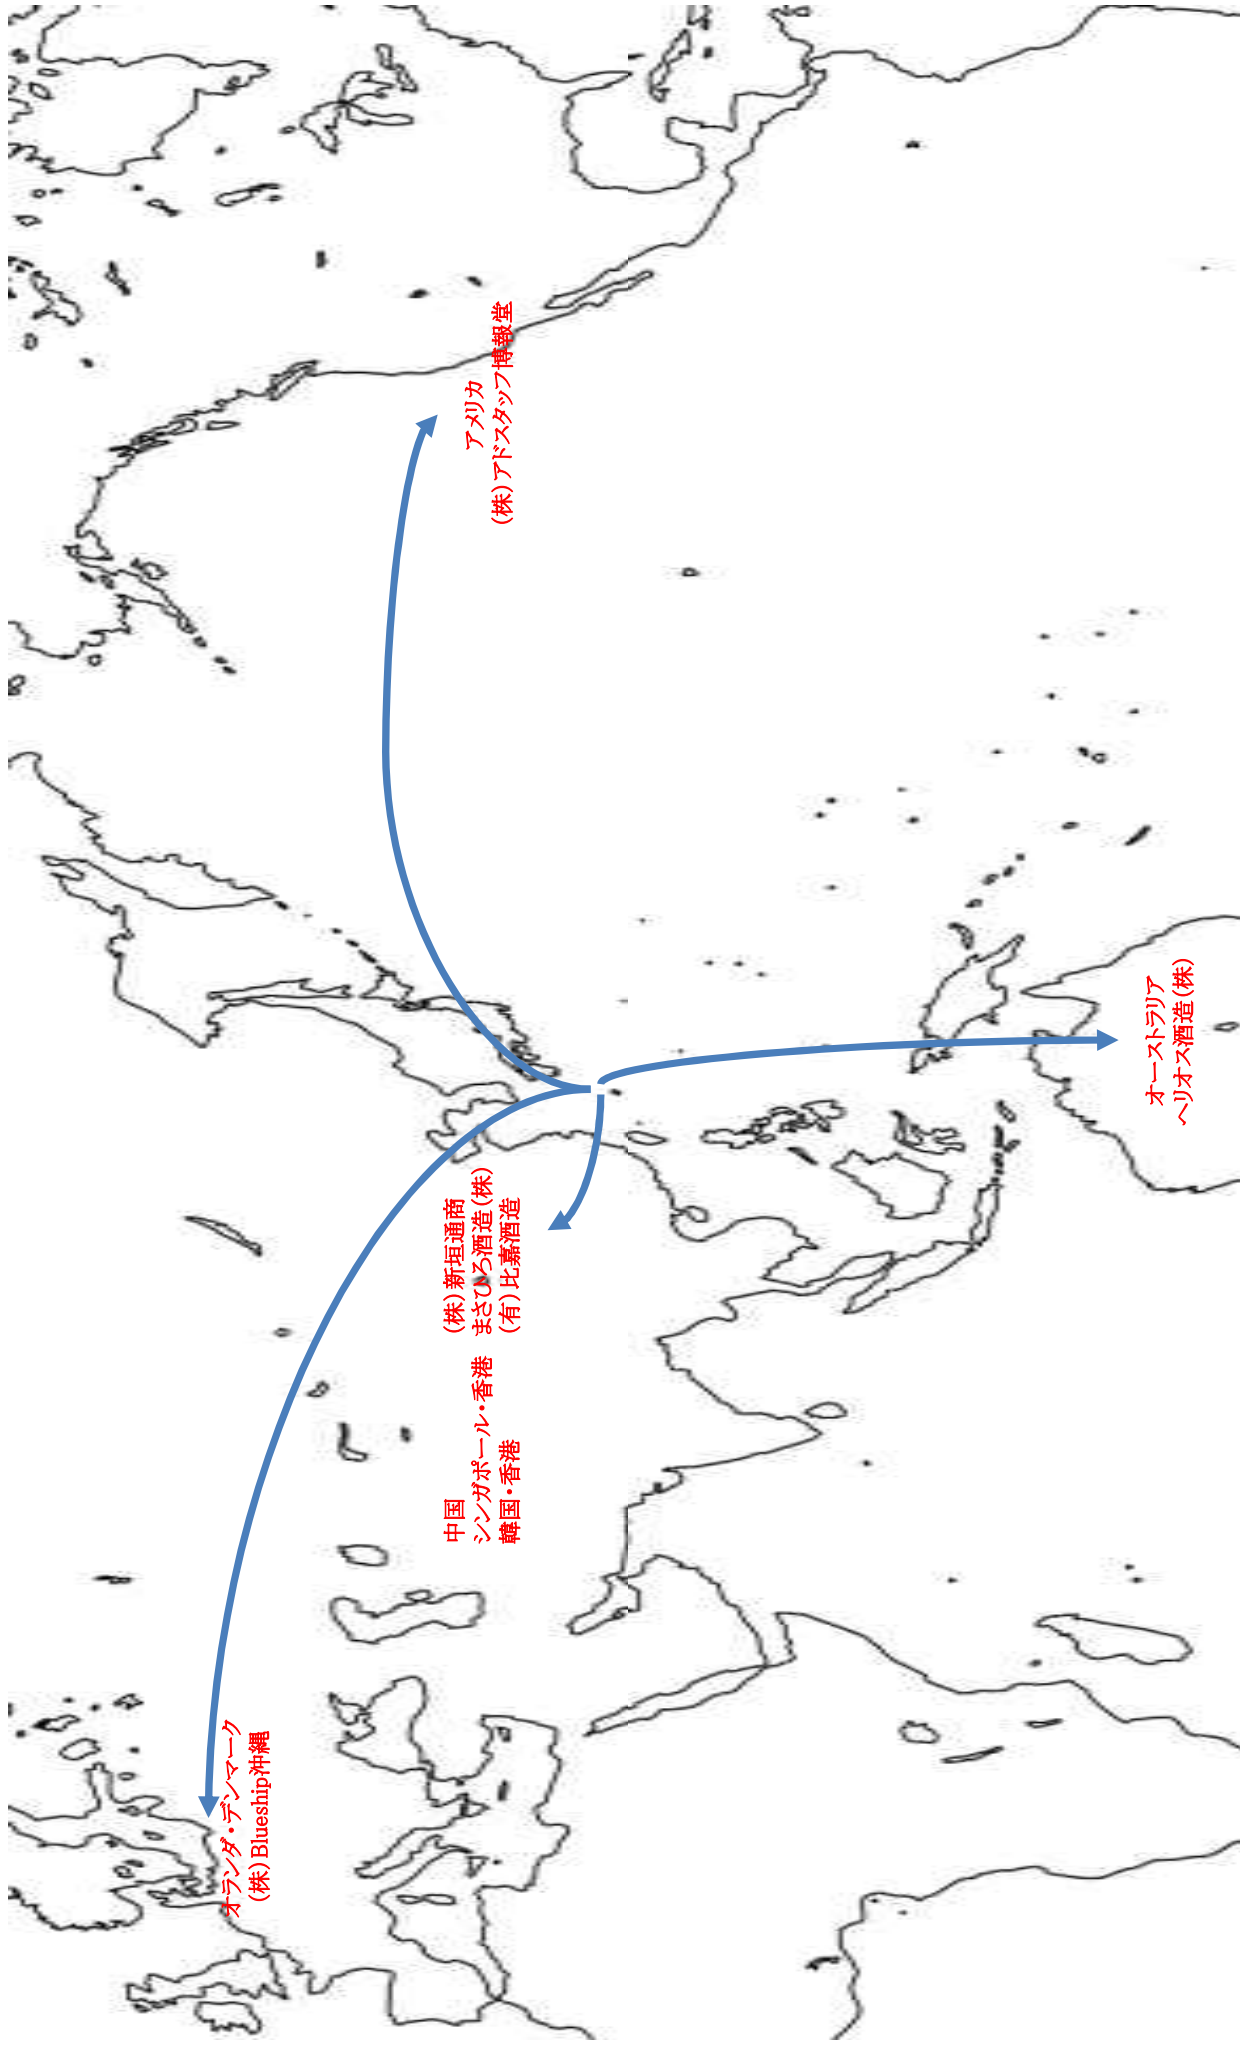 オランダ・デンマーク
(株)Blueship沖縄
中国　(株)新垣通商
シンガポール・香港　まさひろ酒造(株)
韓国・香港　(有)比嘉酒造
アメリカ
(株)アドスタッフ博報堂
オーストラリア
ヘリオス酒造(株)